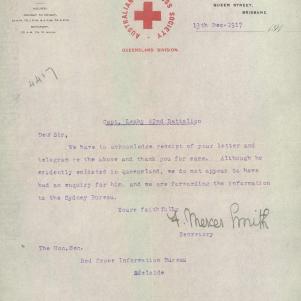 HOURS:
QUEEN STREET,
BRISBANE.
AUSTRALIAN
SS SOCIETY
QUEENSLAND DIVISION.
13th Dec. 1917
4407
Capt. Leahy 42nd Battalion
Dear Sir,
We have to acknowledge receipt of your letter and
telegram re the above and thank you for same. Although he
evidently enlisted in Queensland, we do not appear to have
had an enquiry for him, and we are forwarding the information
to the Sydney Bureau.
Yours faithfully
A. Mercer Smith
Secretary
The Hon. Sec.
Red Cross Information Bureau
Adelaide